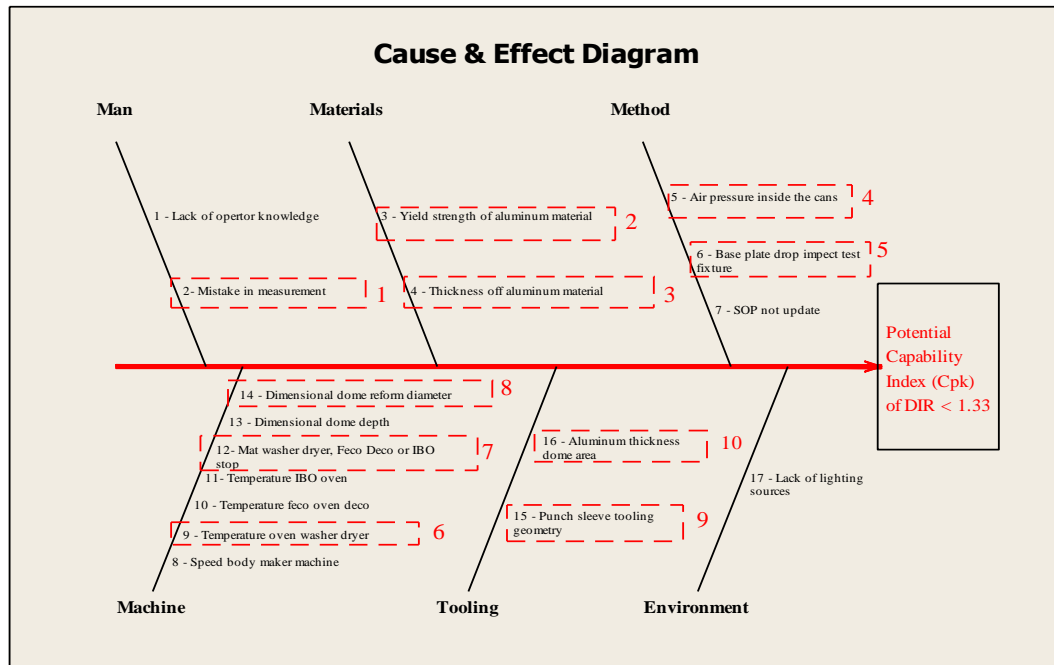 Cause & Effect Diagram
Man
Materials
Method
1 - Lack of opertor knowledge
2- Mistake in measurement
1
3 - Yield strength of aluminum material
2
4 - Thickness off aluminum material
3
5 - Air pressure inside the cans
4
6 - Base plate drop impect test
fixture
5
7 - SOP not update
Potential
Capability
Index (Cpk)
of DIR < 1.33
14 - Dimensional dome reform diameter
8
13 - Dimensional dome depth
12- Mat washer dryer, Feco Deco or IBO
stop
7
11- Temperature IBO oven
10 - Temperature feco oven deco
9 - Temperature oven washer dryer
6
8 - Speed body maker machine
16 - Aluminum thickness
dome area
10
15 - Punch sleeve tooling
geometry
9
17 - Lack of lighting
sources
Machine
Tooling
Environment